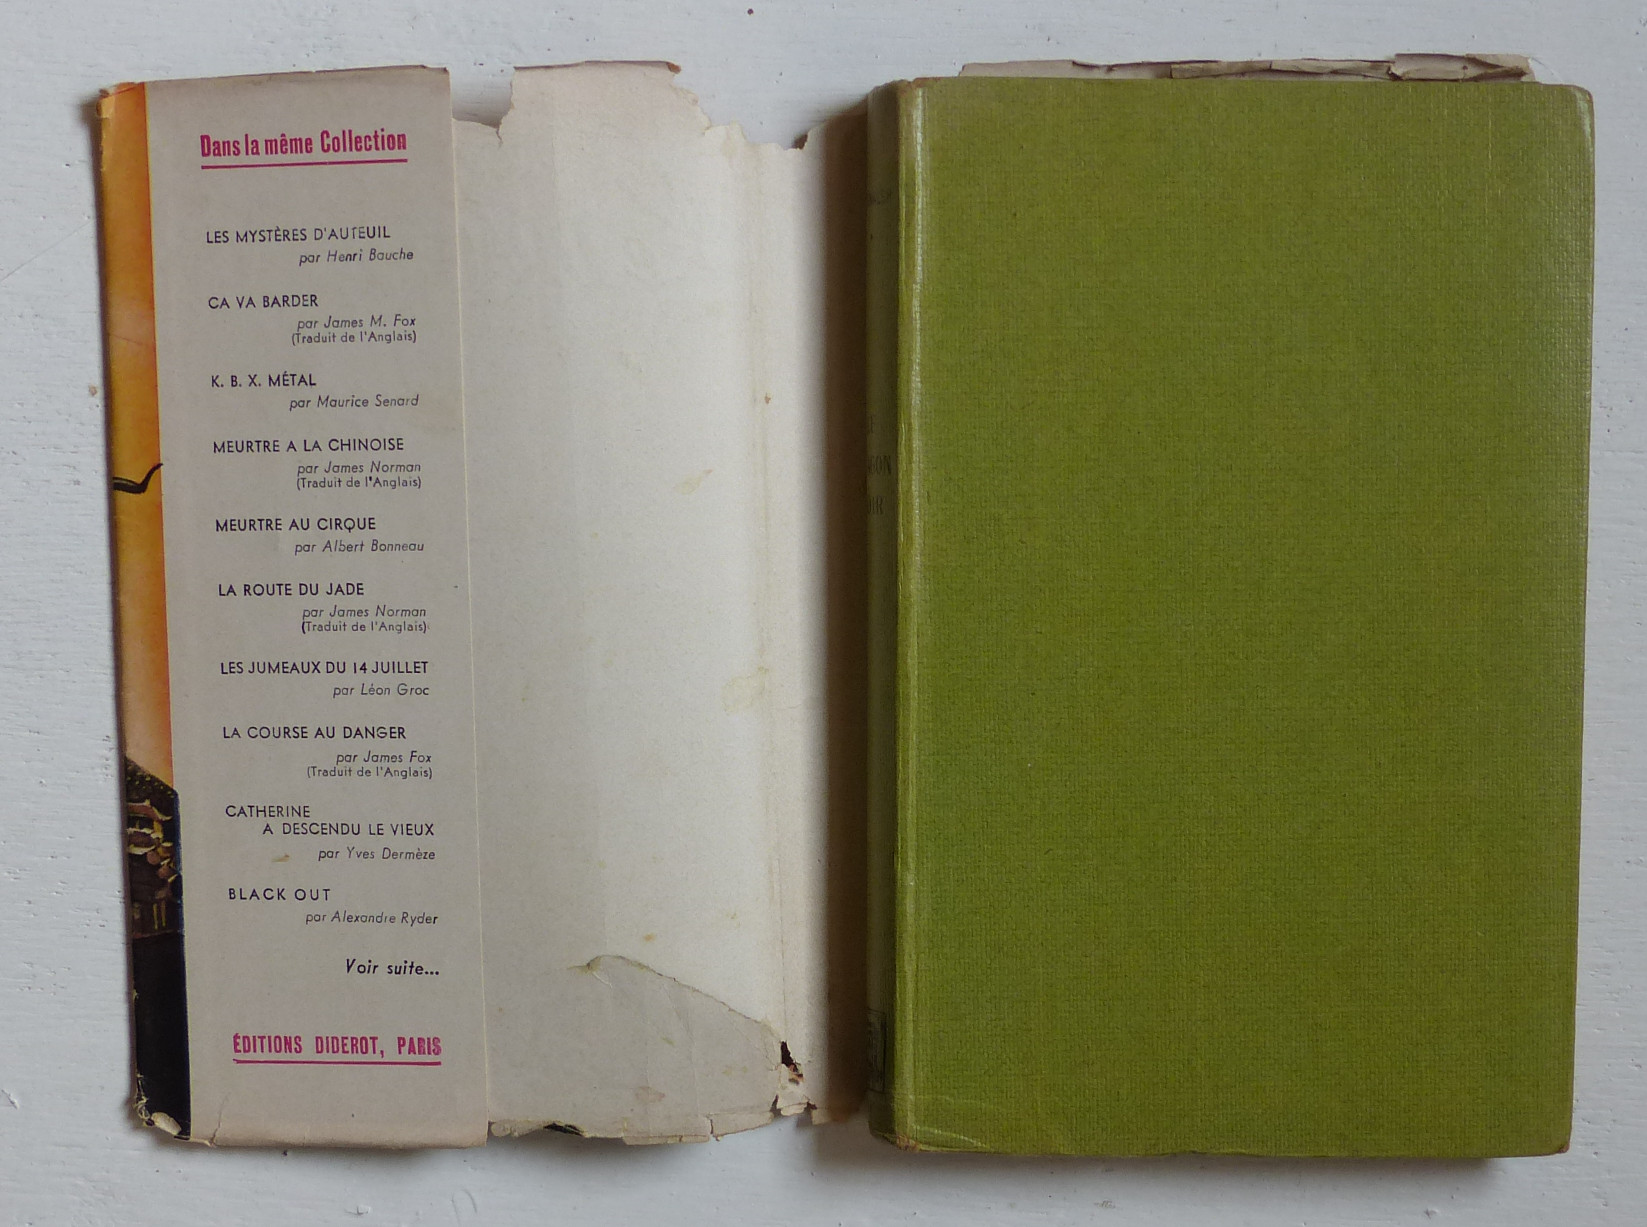 Dans la même Collection
LES MYSTÈRES D'AUTEUIL
par Henri Bauche
CA VA BARDER
par James M. Fox
(Traduit de l'Anglais)
K. B. X. MÉTAL
par Maurice Senard
MEURTRE A LA CHINOISE
par James Norman
(Traduit de l'Anglais)
MEURTRE AU CIRQUE
par Albert Bonneau
LA ROUTE DU JADE
par James Norman
(Traduit de l'Anglais)
LES JUMEAUX DU 14 JUILLET
par Léon Groc
LA COURSE AU DANGER
par James Fox
(Traduit de l'Anglais)
CATHERINE
A DESCENDU LE VIEUX
par Yves Dermèze
BLACK OUT
par Alexandre Ryder
Voir suite...
ÉDITIONS DIDEROT, PARIS